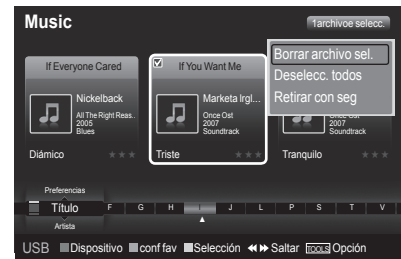 Music
1archivoe selecc.
Borrar archivo sel.
Deselecc. todos
Retirar con seg
If Everyone Cared
If You Want Me
Nickelback
All The Right Reas..
2005
Blues
Marketa Irgl...
Once Ost
2007
Soundtrack
2007
Soundtrack
Diámico
Triste
Tranquilo
Preferencias
Título F G H I J L P S T V
Artista
USB Dispositivo conf fav Selección Saltar TOOLS Opción